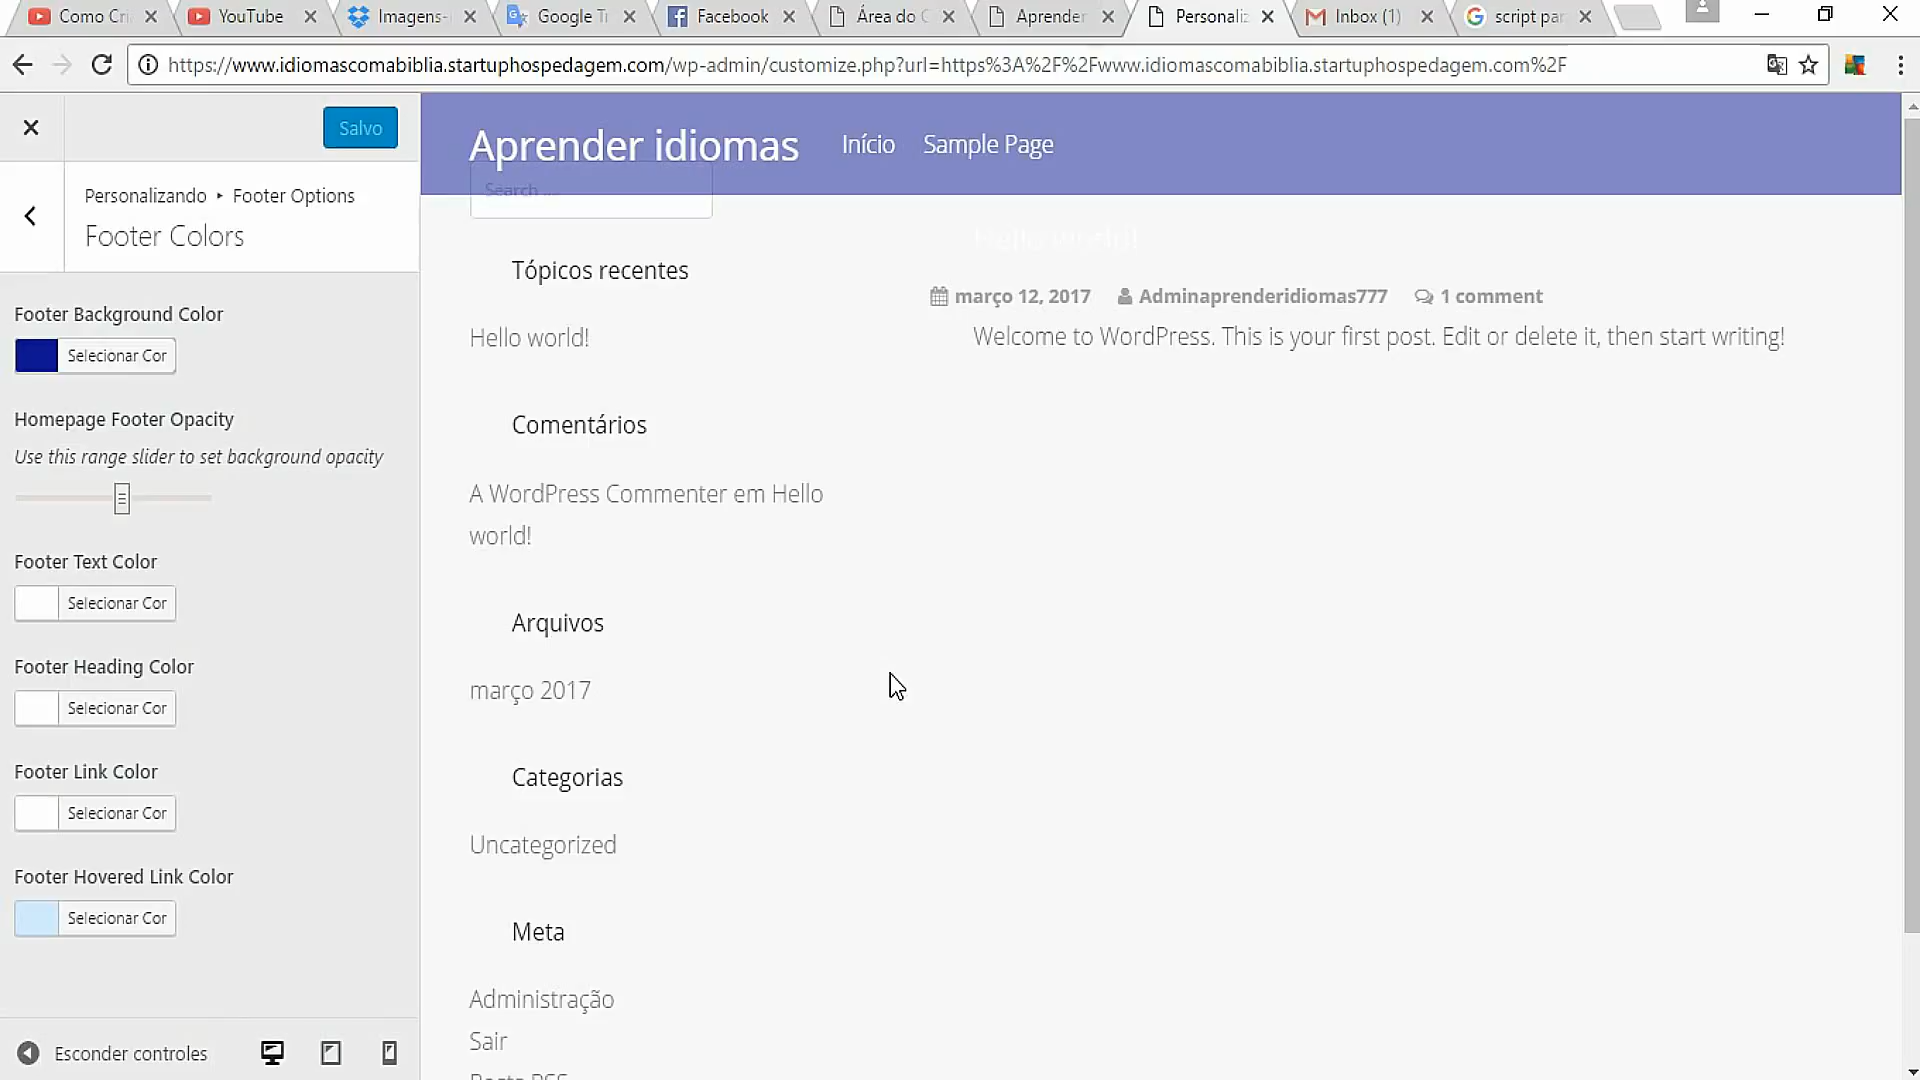 Como Cri
YouTube
Imagens-
Google Tr
Facebook
Área do C
Aprender
Personaliz
Inbox (1)
script par
https://www.idiomascomabiblia.startuphospedagem.com/wp-admin/customize.php?url=https%3A%2F%2Fwww.idiomascomabiblia.startuphospedagem.com%2F
Salvo
Personalizando ▸ Footer Options
Footer Colors
Footer Background Color
Selecionar Cor
Homepage Footer Opacity
Use this range slider to set background opacity
Footer Text Color
Selecionar Cor
Footer Heading Color
Selecionar Cor
Footer Link Color
Selecionar Cor
Footer Hovered Link Color
Selecionar Cor
Esconder controles
Aprender idiomas
Início
Sample Page
Search ...
Tópicos recentes
Hello world!
Comentários
A WordPress Commenter em Hello
world!
Arquivos
março 2017
Categorias
Uncategorized
Meta
Administração
Sair
Hello world!
março 12, 2017
Adminaprenderidiomas777
1 comment
Welcome to WordPress. This is your first post. Edit or delete it, then start writing!